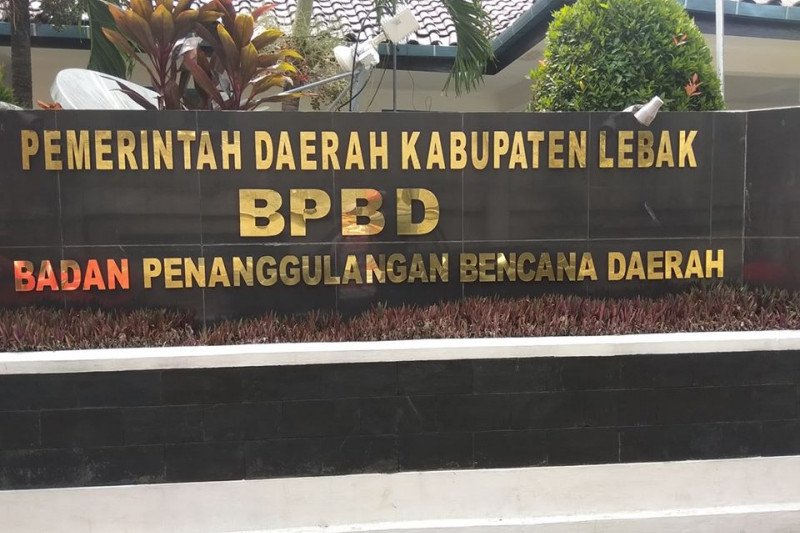 PEMERINTAH DAERAH KABUPATEN LEBAK
BPBD
BADAN PENANGGULANGAN BENCANA DAERAH